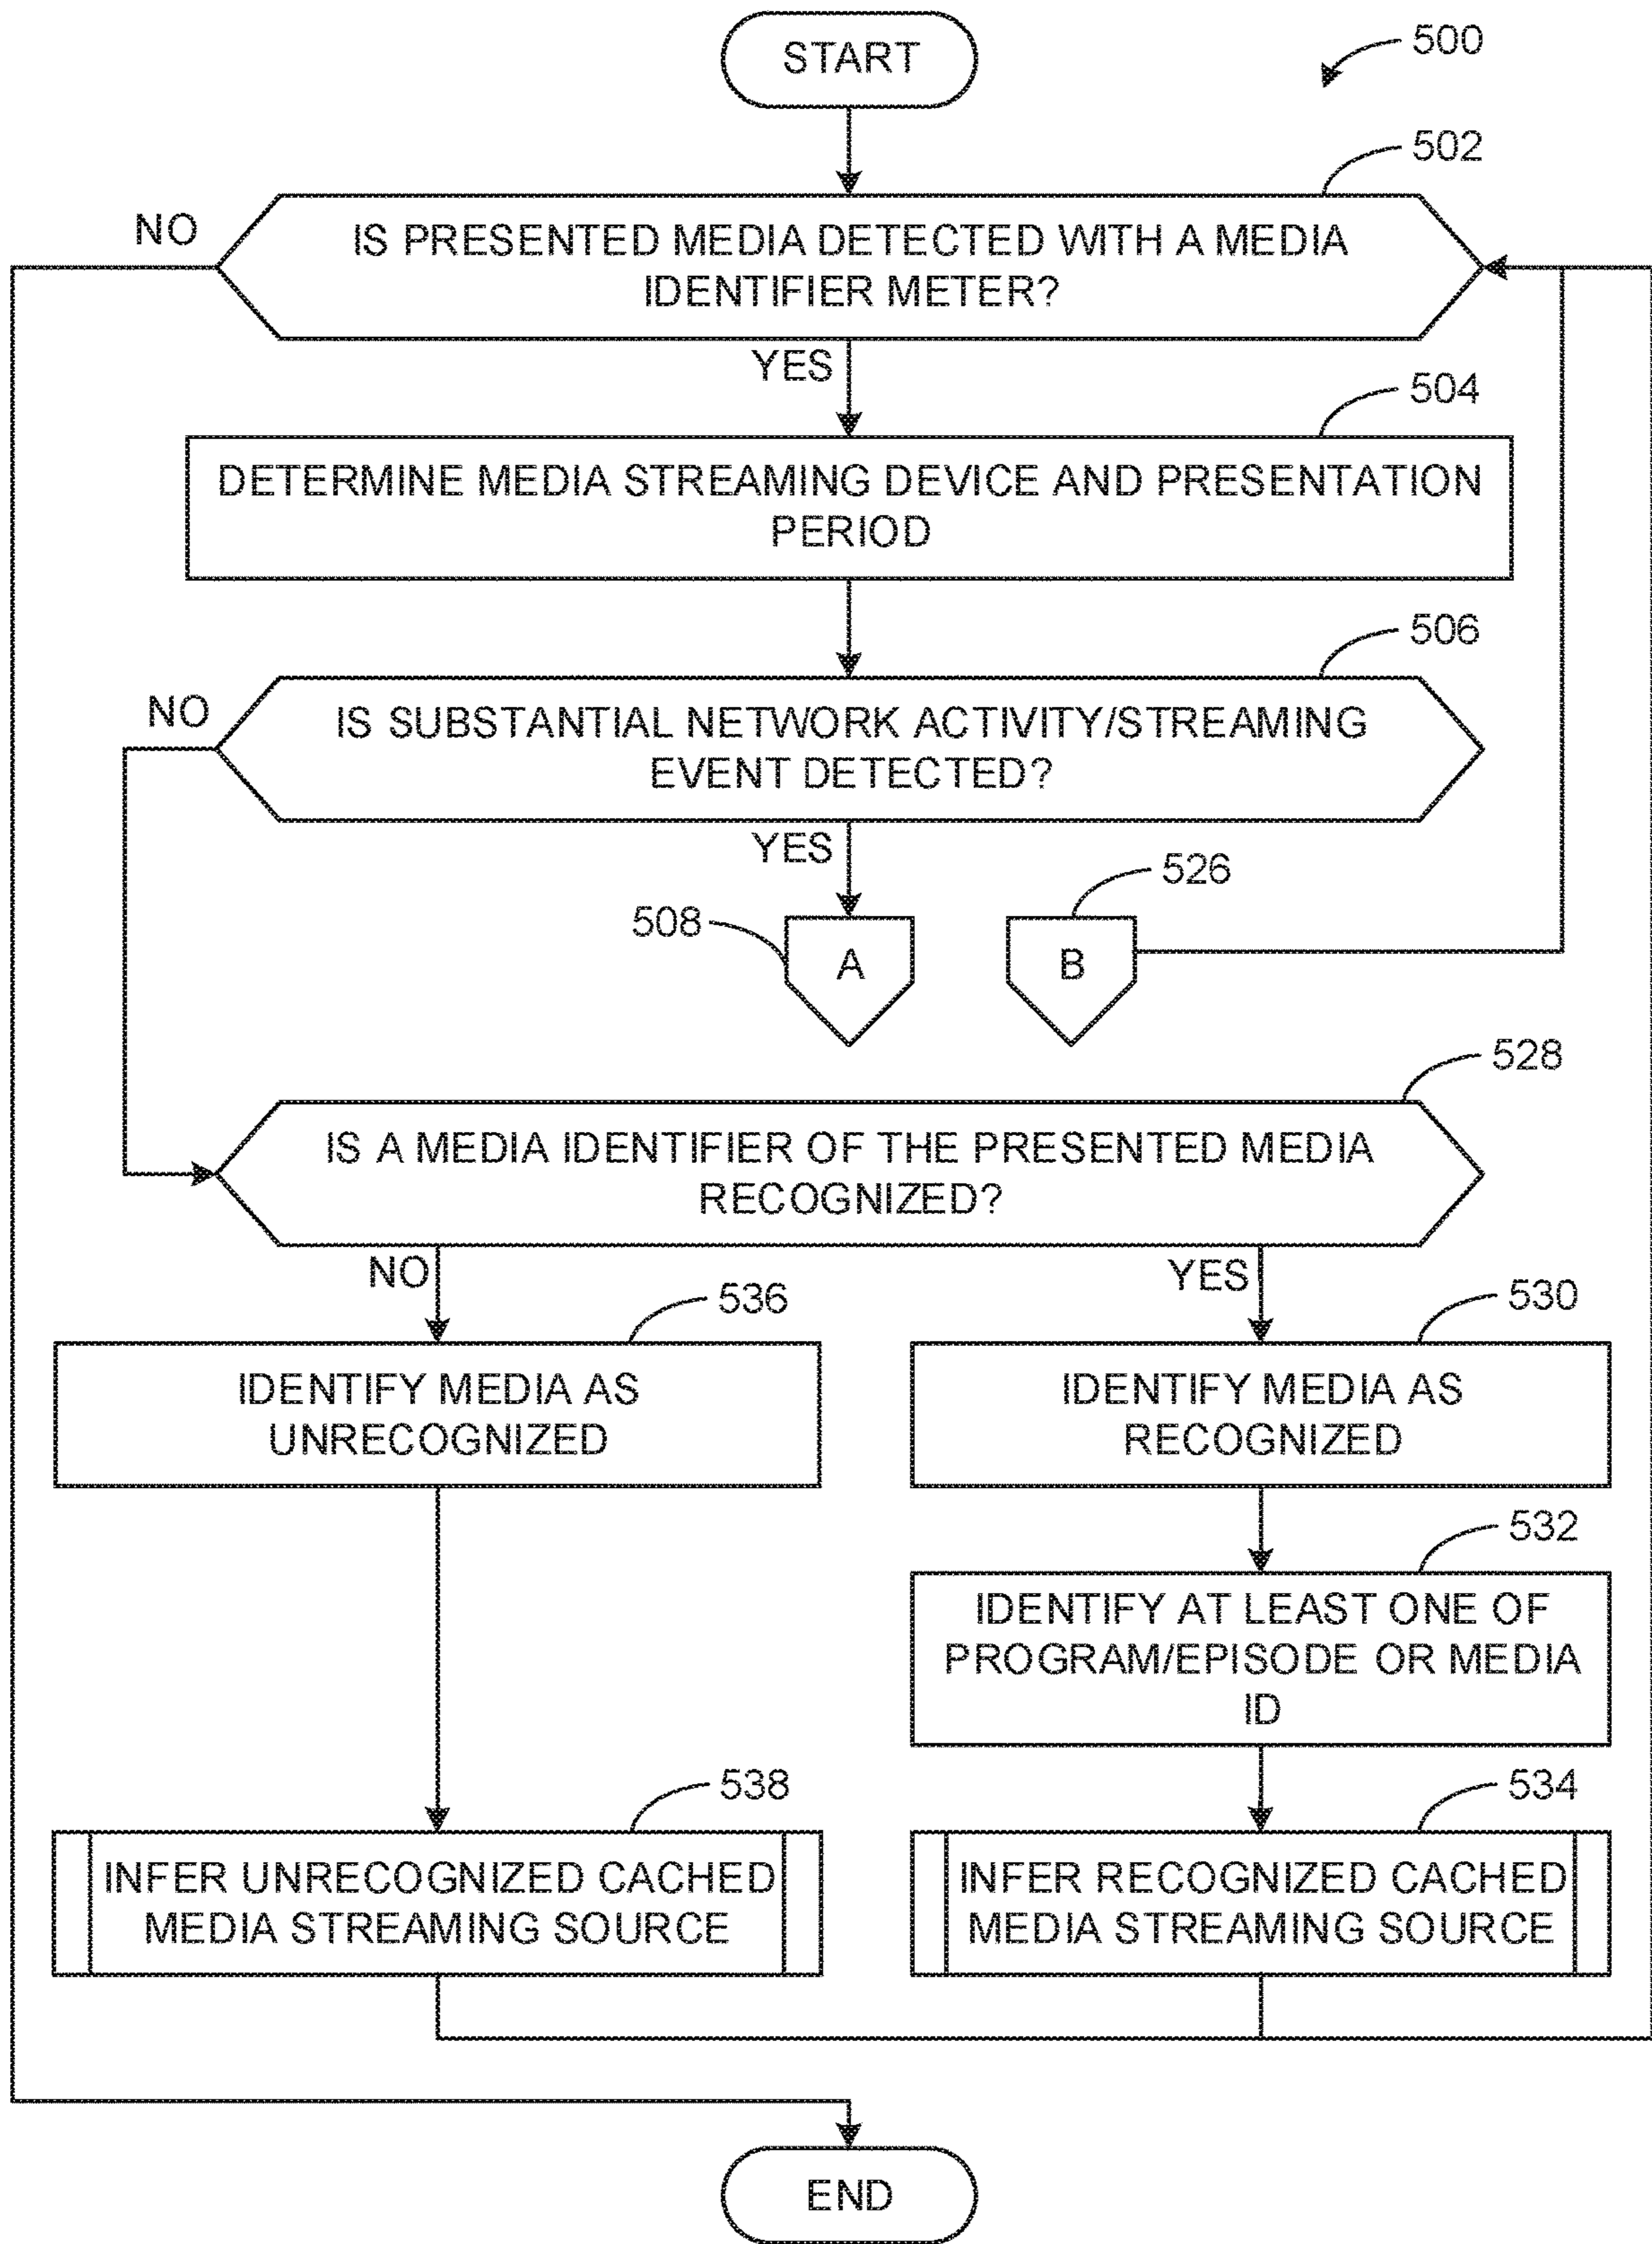 START
500
502
NO
IS PRESENTED MEDIA DETECTED WITH A MEDIA
IDENTIFIER METER?
YES
504
DETERMINE MEDIA STREAMING DEVICE AND PRESENTATION
PERIOD
506
NO
IS SUBSTANTIAL NETWORK ACTIVITY/STREAMING
EVENT DETECTED?
YES
526
508
A
B
528
IS A MEDIA IDENTIFIER OF THE PRESENTED MEDIA
RECOGNIZED?
NO
YES
536
530
IDENTIFY MEDIA AS
UNRECOGNIZED
IDENTIFY MEDIA AS
RECOGNIZED
532
IDENTIFY AT LEAST ONE OF
PROGRAM/EPISODE OR MEDIA
ID
538
534
INFER UNRECOGNIZED CACHED
MEDIA STREAMING SOURCE
INFER RECOGNIZED CACHED
MEDIA STREAMING SOURCE
END